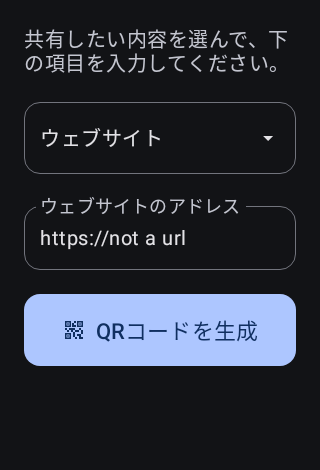 共有したい内容を選んで、下
の項目を入力してください。
ウェブサイト
ウェブサイトのアドレス
https://not a url
QRコードを生成